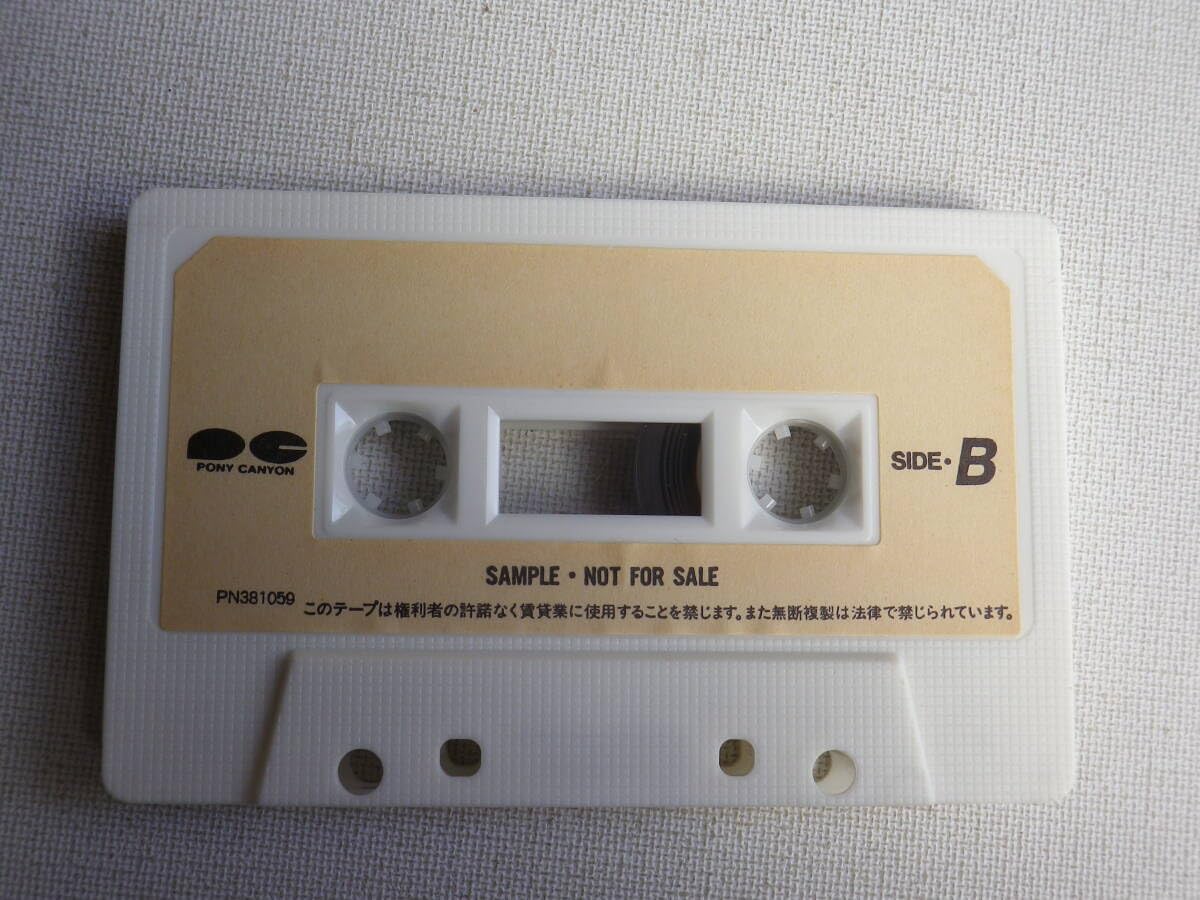 PONY CANYON
SIDE・B
SAMPLE・NOT FOR SALE
PN381059
このテープは権利者の許諾なく賃貸業に使用することを禁じます。また無断複製は法律で禁じられています。